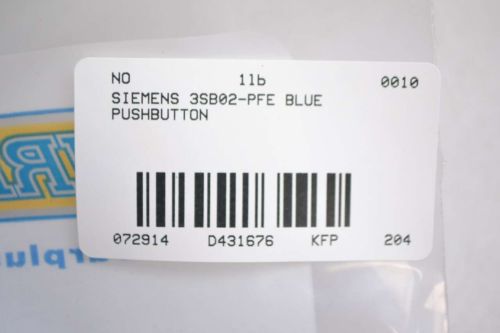 NO 1lb 0010
SIEMENS 3SB02-PFE BLUE
PUSHBUTTON
072914 D431676 KFP 204